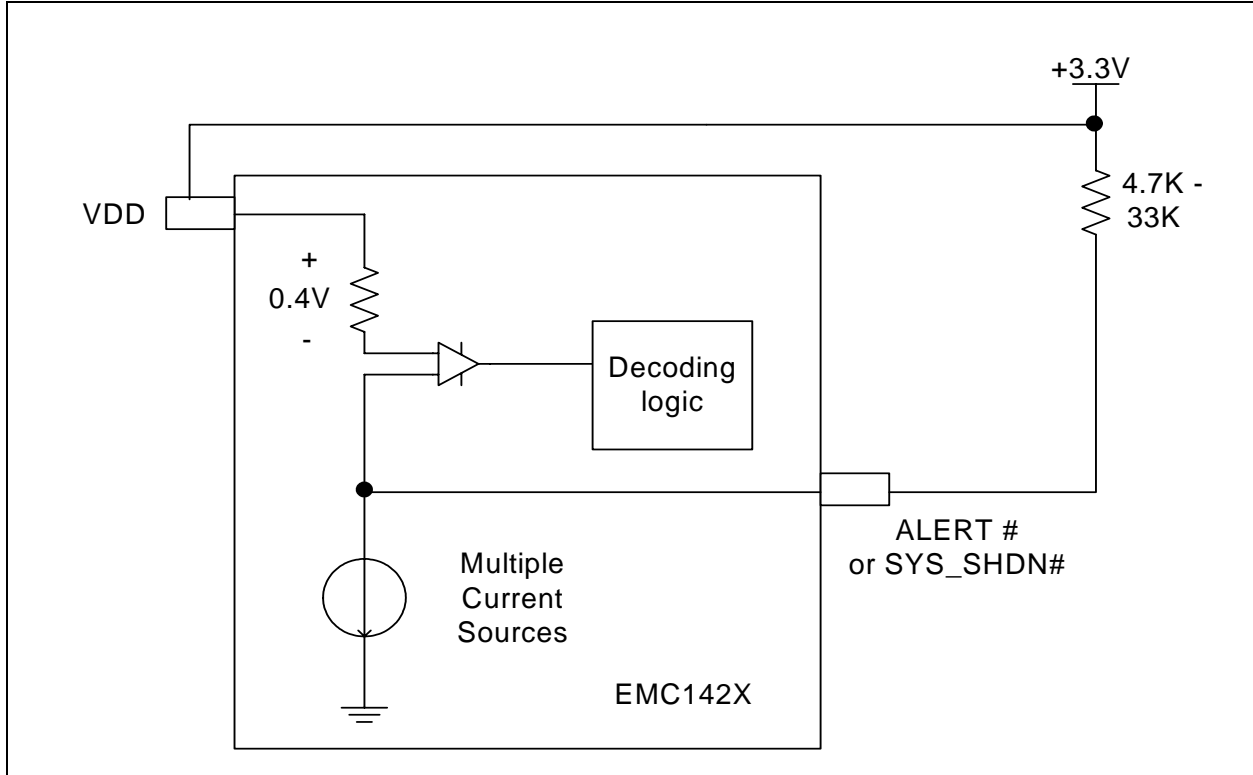 +3.3V
4.7K -
33K
VDD
+
0.4V
-
Decoding
logic
ALERT #
or SYS_SHDN#
Multiple
Current
Sources
EMC142X